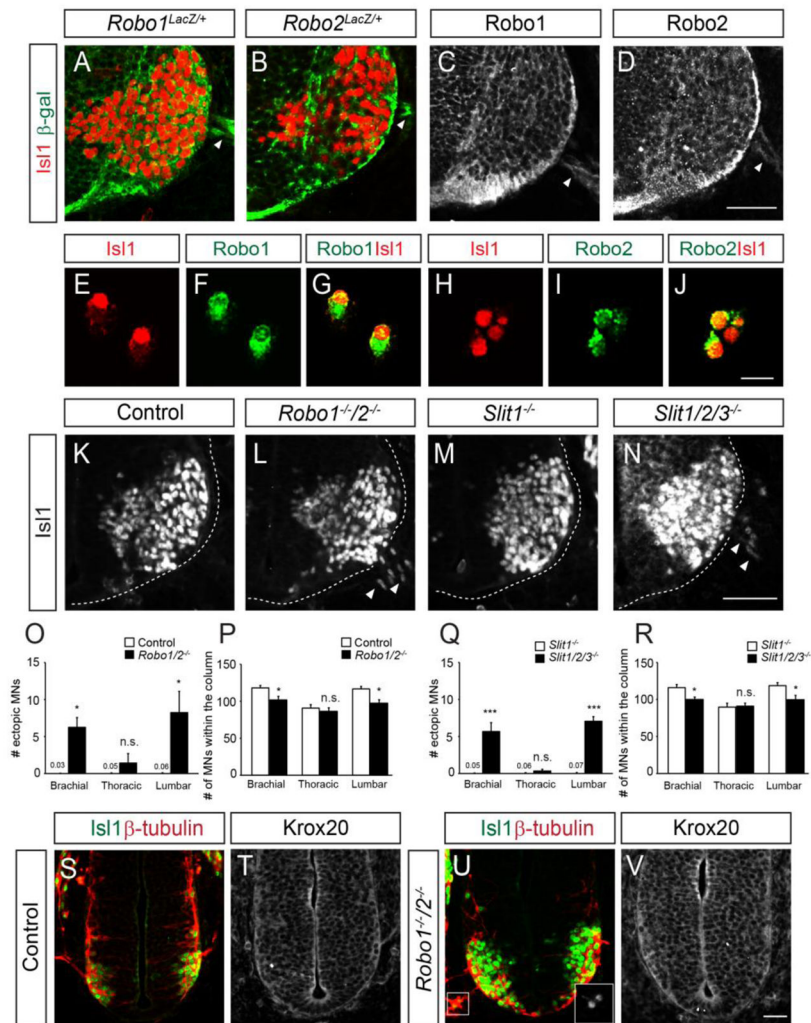 Robo1LacZ/+ Robo2LacZ/+ Robo1 Robo2
Isl1 β-gal
A B C D
Isl1 Robo1 Robo1Isl1 Isl1 Robo2 Robo2Isl1
E F G H I J
Control Robo1-/-/2-/- Slit1-/- Slit1/2/3-/-
Isl1
K L M N
O
Control
Robo1/2-/-
# ectopic MNs
15
10
5
0
0.03 * 0.05 n.s. 0.06 *
Brachial Thoracic Lumbar
P
Control
Robo1/2-/-
# of MNs within the column
150
100
50
0
* n.s. *
Brachial Thoracic Lumbar
Q
Slit1-/-
Slit1/2/3-/-
# ectopic MNs
15
10
5
0
0.05 *** 0.06 n.s. 0.07 ***
Brachial Thoracic Lumbar
R
Slit1-/-
Slit1/2/3-/-
# of MNs within the column
150
100
50
0
* n.s. *
Brachial Thoracic Lumbar
Isl1β-tubulin Krox20 Isl1β-tubulin Krox20
Control
S T
Robo1-/-/2-/-
U V